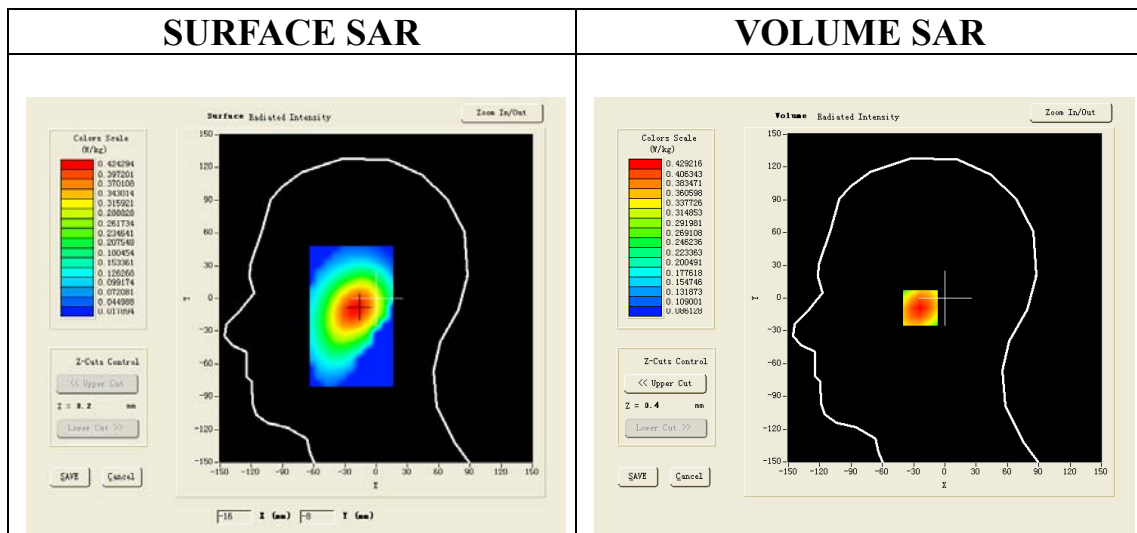 SURFACE SAR
VOLUME SAR
Surface Radiated Intensity
Zoom In/Out
Colors Scale
(W/kg)
0.424294
0.397201
0.370108
0.343014
0.315921
0.288828
0.261734
0.234641
0.207548
0.180454
0.153361
0.126268
0.099174
0.072081
0.044988
0.017894
150
120
90
60
30
0
-30
-60
-90
-120
-150
Y
-150 -120 -90 -60 -30 0 30 60 90 120 150
X
Z-Cuts Control
<< Upper Cut
Z = 0.2 mm
Lower Cut >>
SAVE Cancel
-16 X (mm) -8 Y (mm)
Volume Radiated Intensity
Zoom In/Out
Colors Scale
(W/kg)
0.429216
0.406343
0.383471
0.360598
0.337726
0.314853
0.291981
0.269108
0.246236
0.223363
0.200491
0.177618
0.154746
0.131873
0.109001
0.086128
150
120
90
60
30
0
-30
-60
-90
-120
-150
Y
-150 -120 -90 -60 -30 0 30 60 90 120 150
X
Z-Cuts Control
<< Upper Cut
Z = 0.4 mm
Lower Cut >>
SAVE Cancel